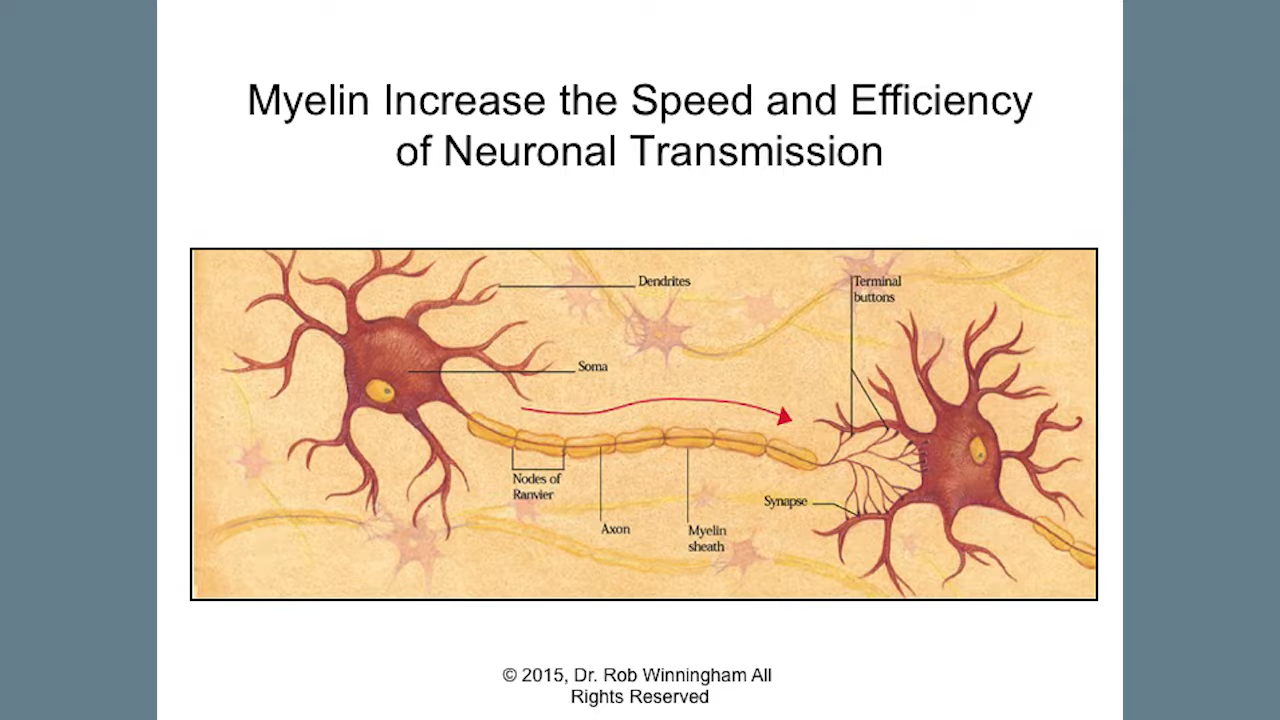 Myelin Increase the Speed and Efficiency
of Neuronal Transmission
Dendrites
Terminal
buttons
Soma
Nodes of
Ranvier
Axon
Myelin
sheath
Synapse
© 2015, Dr. Rob Winningham All
Rights Reserved